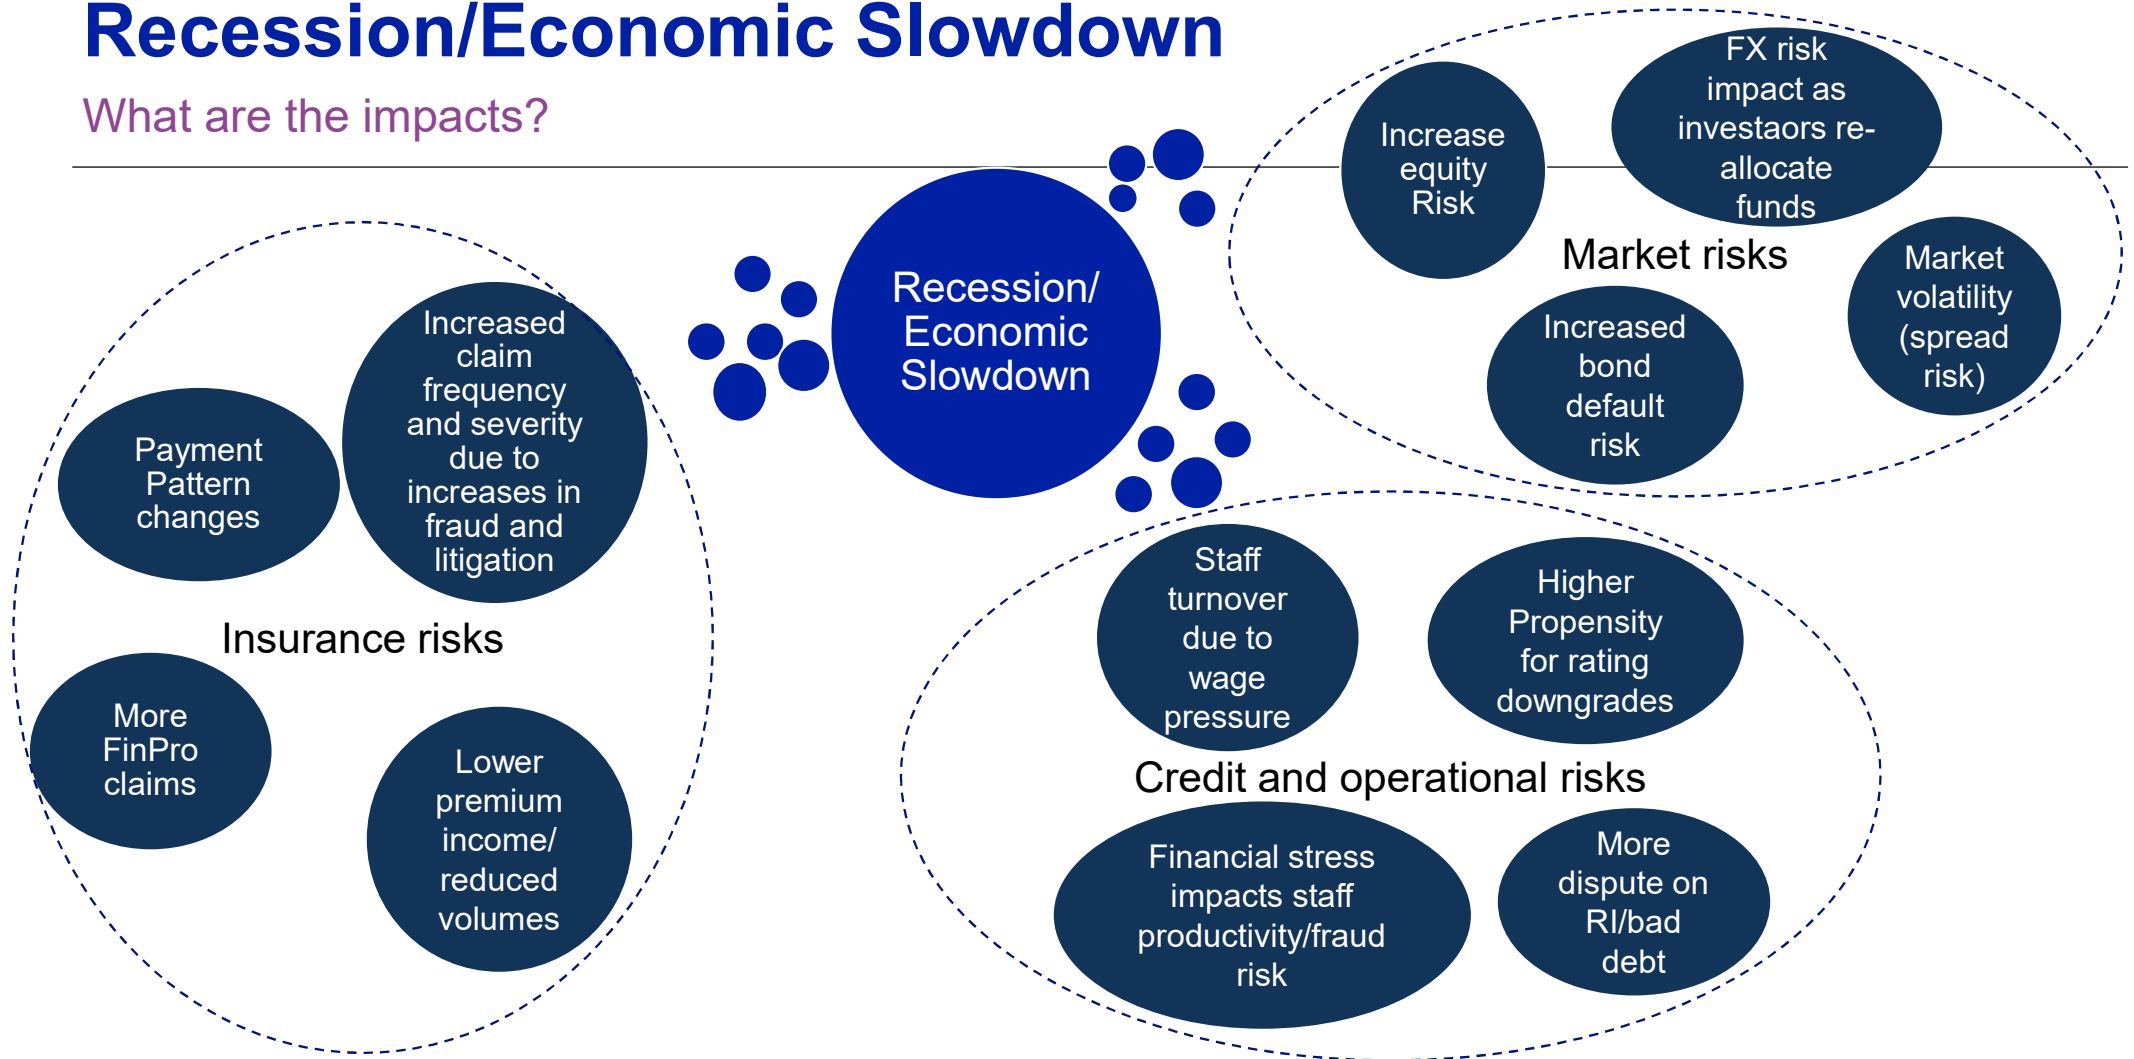 Recession/Economic Slowdown
What are the impacts?
Recession/
Economic
Slowdown
Increase
equity
Risk
FX risk
impact as
investaors re-
allocate
funds
Market risks
Market
volatility
(spread
risk)
Increased
bond
default
risk
Increased
claim
frequency
and severity
due to
increases in
fraud and
litigation
Payment
Pattern
changes
Insurance risks
More
FinPro
claims
Lower
premium
income/
reduced
volumes
Staff
turnover
due to
wage
pressure
Higher
Propensity
for rating
downgrades
Credit and operational risks
Financial stress
impacts staff
productivity/fraud
risk
More
dispute on
RI/bad
debt